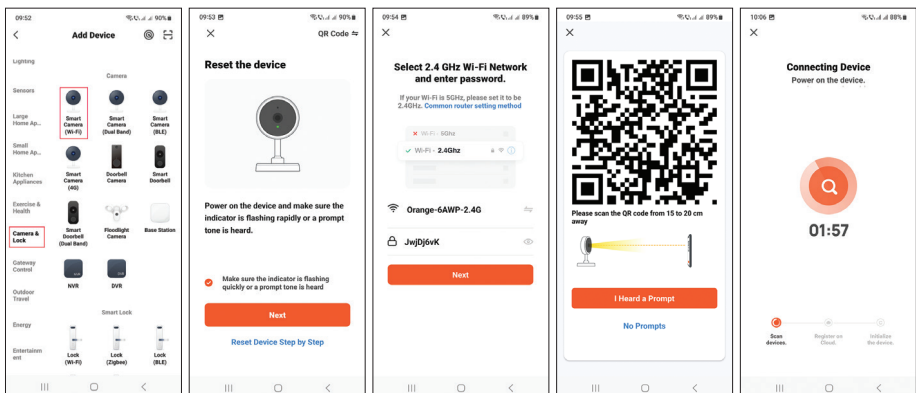 09:52
90%
Add Device
Lighting
Camera
Sensors
Large
Home Ap...
Smart
Camera
(Wi-Fi)
Smart
Camera
(Dual Band)
Smart
Camera
(BLE)
Small
Home Ap...
Kitchen
Appliances
Smart
Camera
(4G)
Doorbell
Camera
Smart
Doorbell
Exercise &
Health
Camera &
Lock
Smart
Doorbell
(Dual Band)
Floodlight
Camera
Base Station
Gateway
Control
NVR
DVR
Outdoor
Travel
Smart Lock
Energy
Entertainm
ent
Lock
(Wi-Fi)
Lock
(Zigbee)
Lock
(BLE)
09:53
90%
QR Code
Reset the device
Power on the device and make sure the
indicator is flashing rapidly or a prompt
tone is heard.
Make sure the indicator is flashing
quickly or a prompt tone is heard
Next
Reset Device Step by Step
09:54
89%
Select 2.4 GHz Wi-Fi Network
and enter password.
If your Wi-Fi is 5GHz, please set it to be
2.4GHz. Common router setting method
Wi-Fi - 5Ghz
Wi-Fi - 2.4Ghz
Orange-6AWP-2.4G
JwjDj6vK
Next
09:55
89%
Please scan the QR code from 15 to 20 cm
away
I Heard a Prompt
No Prompts
10:06
88%
Connecting Device
Power on the device.
01:57
Scan
devices.
Register on
Cloud.
Initialize
the device.